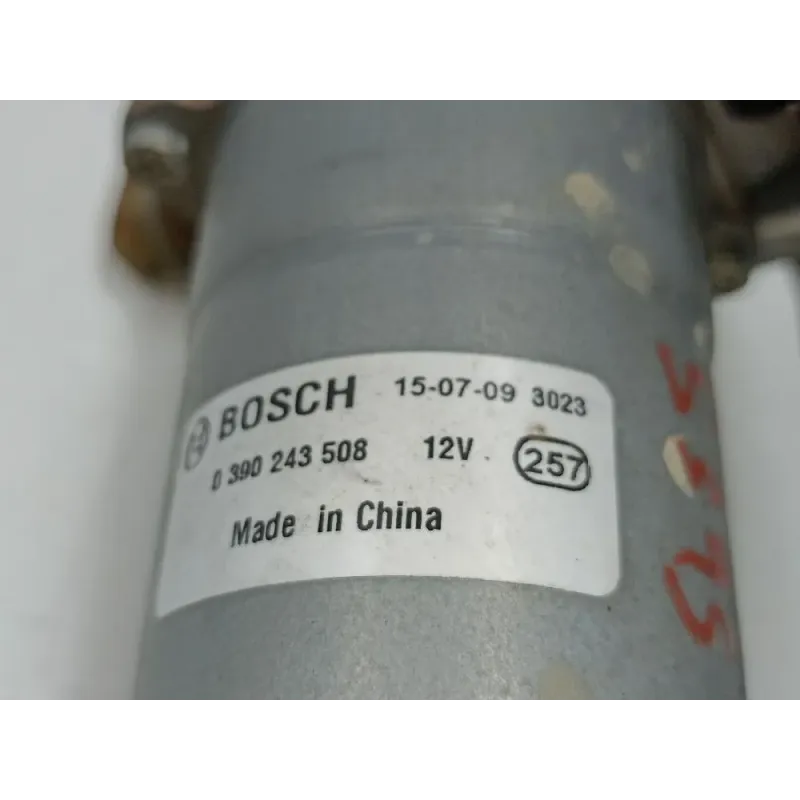 BOSCH 15-07-09 3023
0 390 243 508 12V 257
Made in China